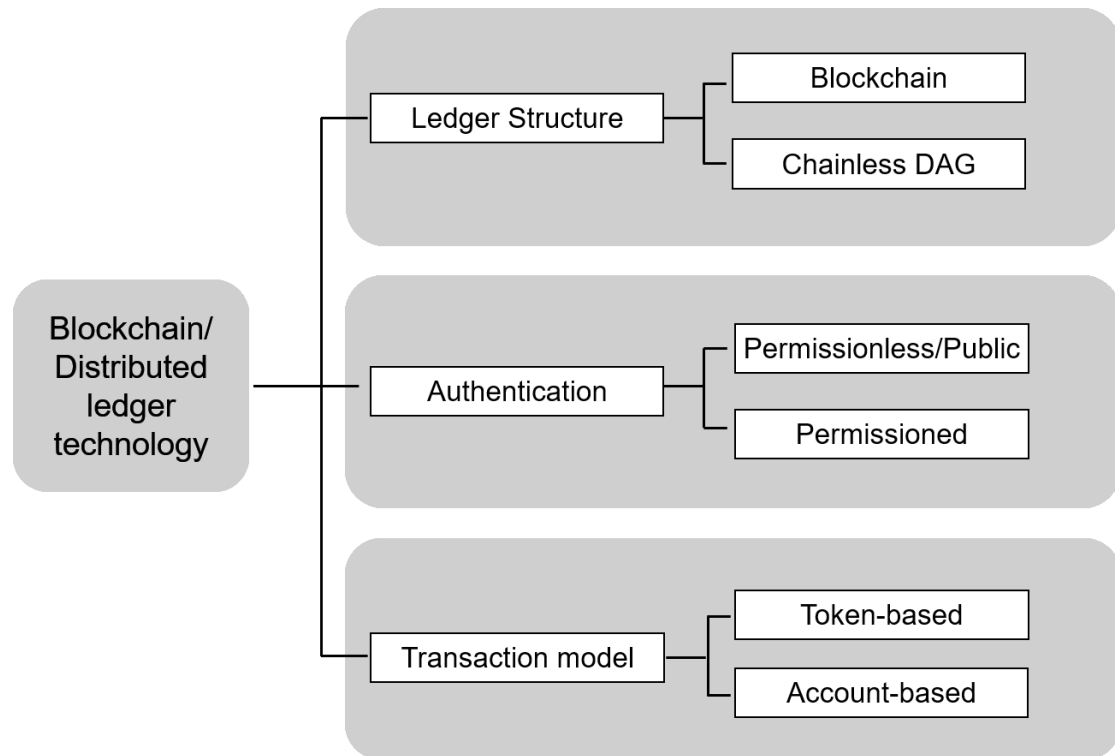 Blockchain/
Distributed
ledger
technology
Ledger Structure
Blockchain
Chainless DAG
Authentication
Permissionless/Public
Permissioned
Transaction model
Token-based
Account-based